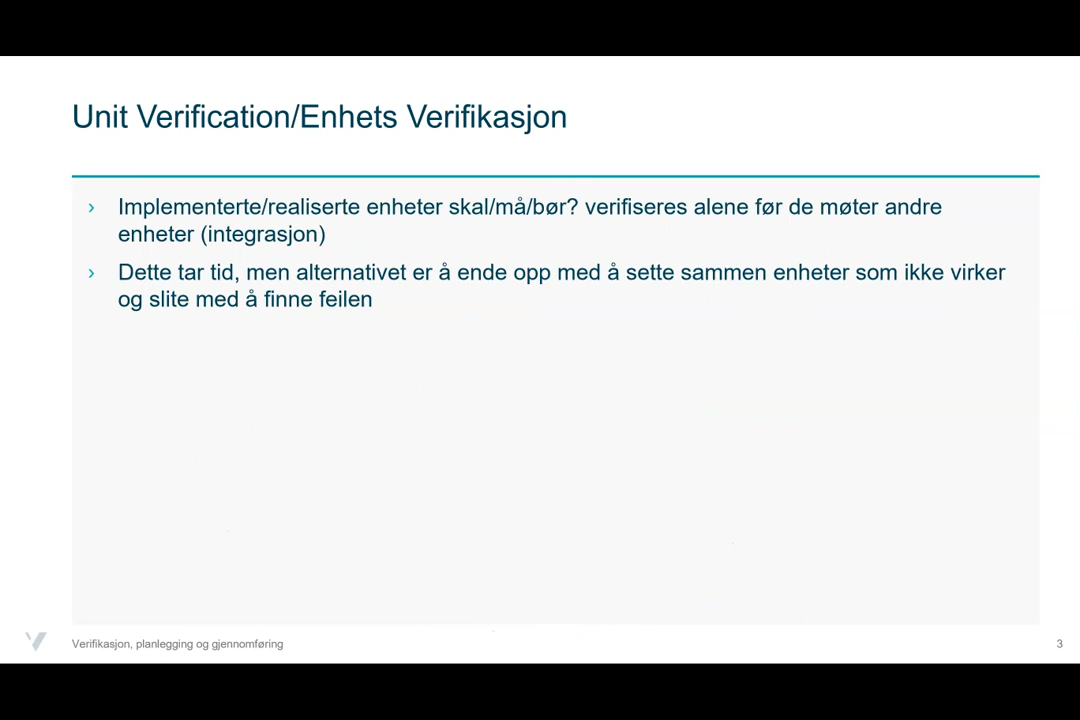 Unit Verification/Enhets Verifikasjon
› Implementerte/realiserte enheter skal/må/bør? verifiseres alene før de møter andre
enheter (integrasjon)
› Dette tar tid, men alternativet er å ende opp med å sette sammen enheter som ikke virker
og slite med å finne feilen
Verifikasjon, planlegging og gjennomføring
3